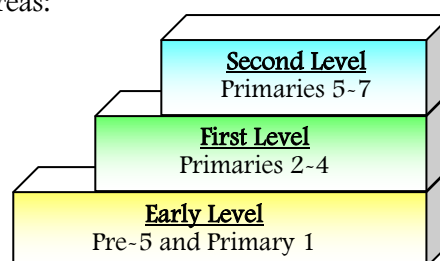 reas:
Second Level
Primaries 5-7
First Level
Primaries 2-4
Early Level
Pre-5 and Primary 1